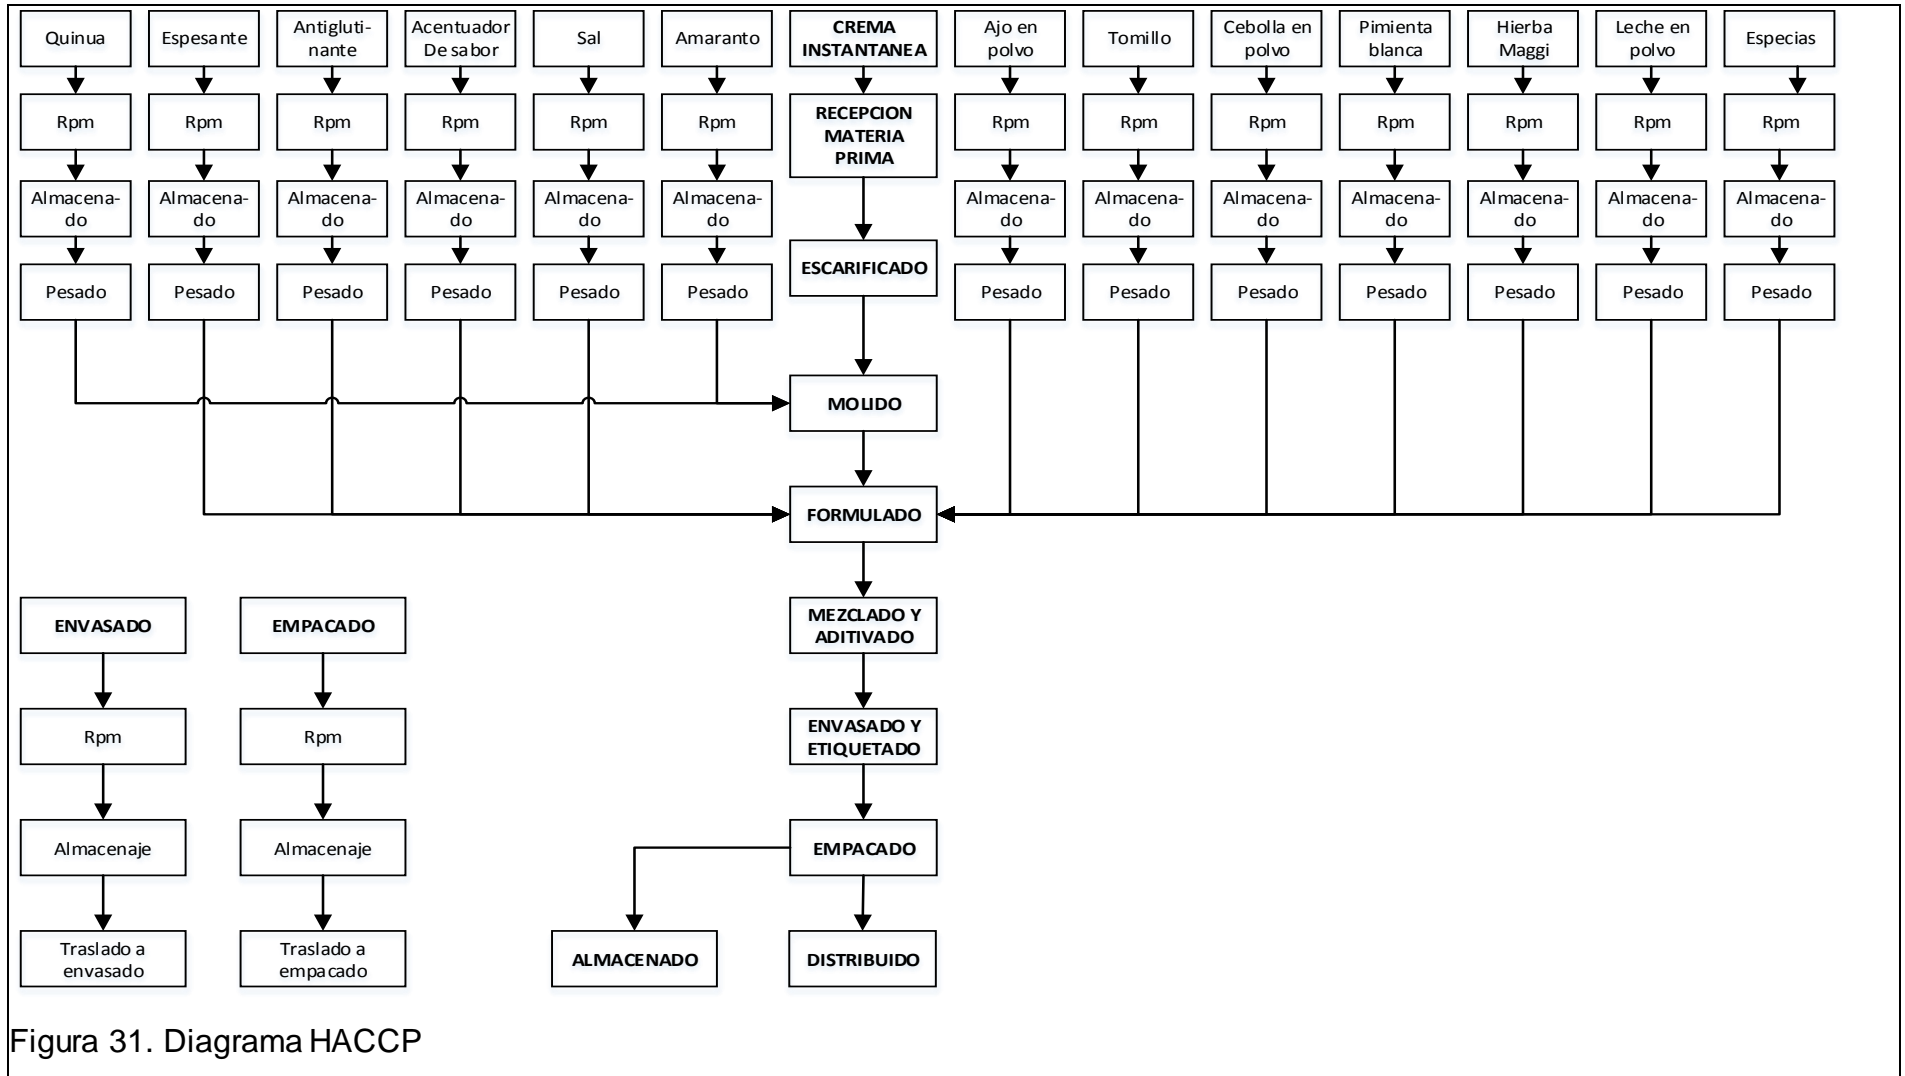 Quinua
Espesante
Antigluti-
nante
Acentuador
De sabor
Sal
Amaranto
CREMA
INSTANTANEA
Ajo en
polvo
Tomillo
Cebolla en
polvo
Pimienta
blanca
Hierba
Maggi
Leche en
polvo
Especias
Rpm
Rpm
Rpm
Rpm
Rpm
Rpm
RECEPCION
MATERIA
PRIMA
Rpm
Rpm
Rpm
Rpm
Rpm
Rpm
Rpm
Almacena-
do
Almacena-
do
Almacena-
do
Almacena-
do
Almacena-
do
Almacena-
do
Almacena-
do
Almacena-
do
Almacena-
do
Almacena-
do
Almacena-
do
Almacena-
do
Almacena-
do
ESCARIFICADO
Pesado
Pesado
Pesado
Pesado
Pesado
Pesado
Pesado
Pesado
Pesado
Pesado
Pesado
Pesado
Pesado
MOLIDO
FORMULADO
ENVASADO
EMPACADO
MEZCLADO Y
ADITIVADO
Rpm
Rpm
ENVASADO Y
ETIQUETADO
Almacenaje
Almacenaje
EMPACADO
Traslado a
envasado
Traslado a
empacado
ALMACENADO
DISTRIBUIDO
Figura 31. Diagrama HACCP